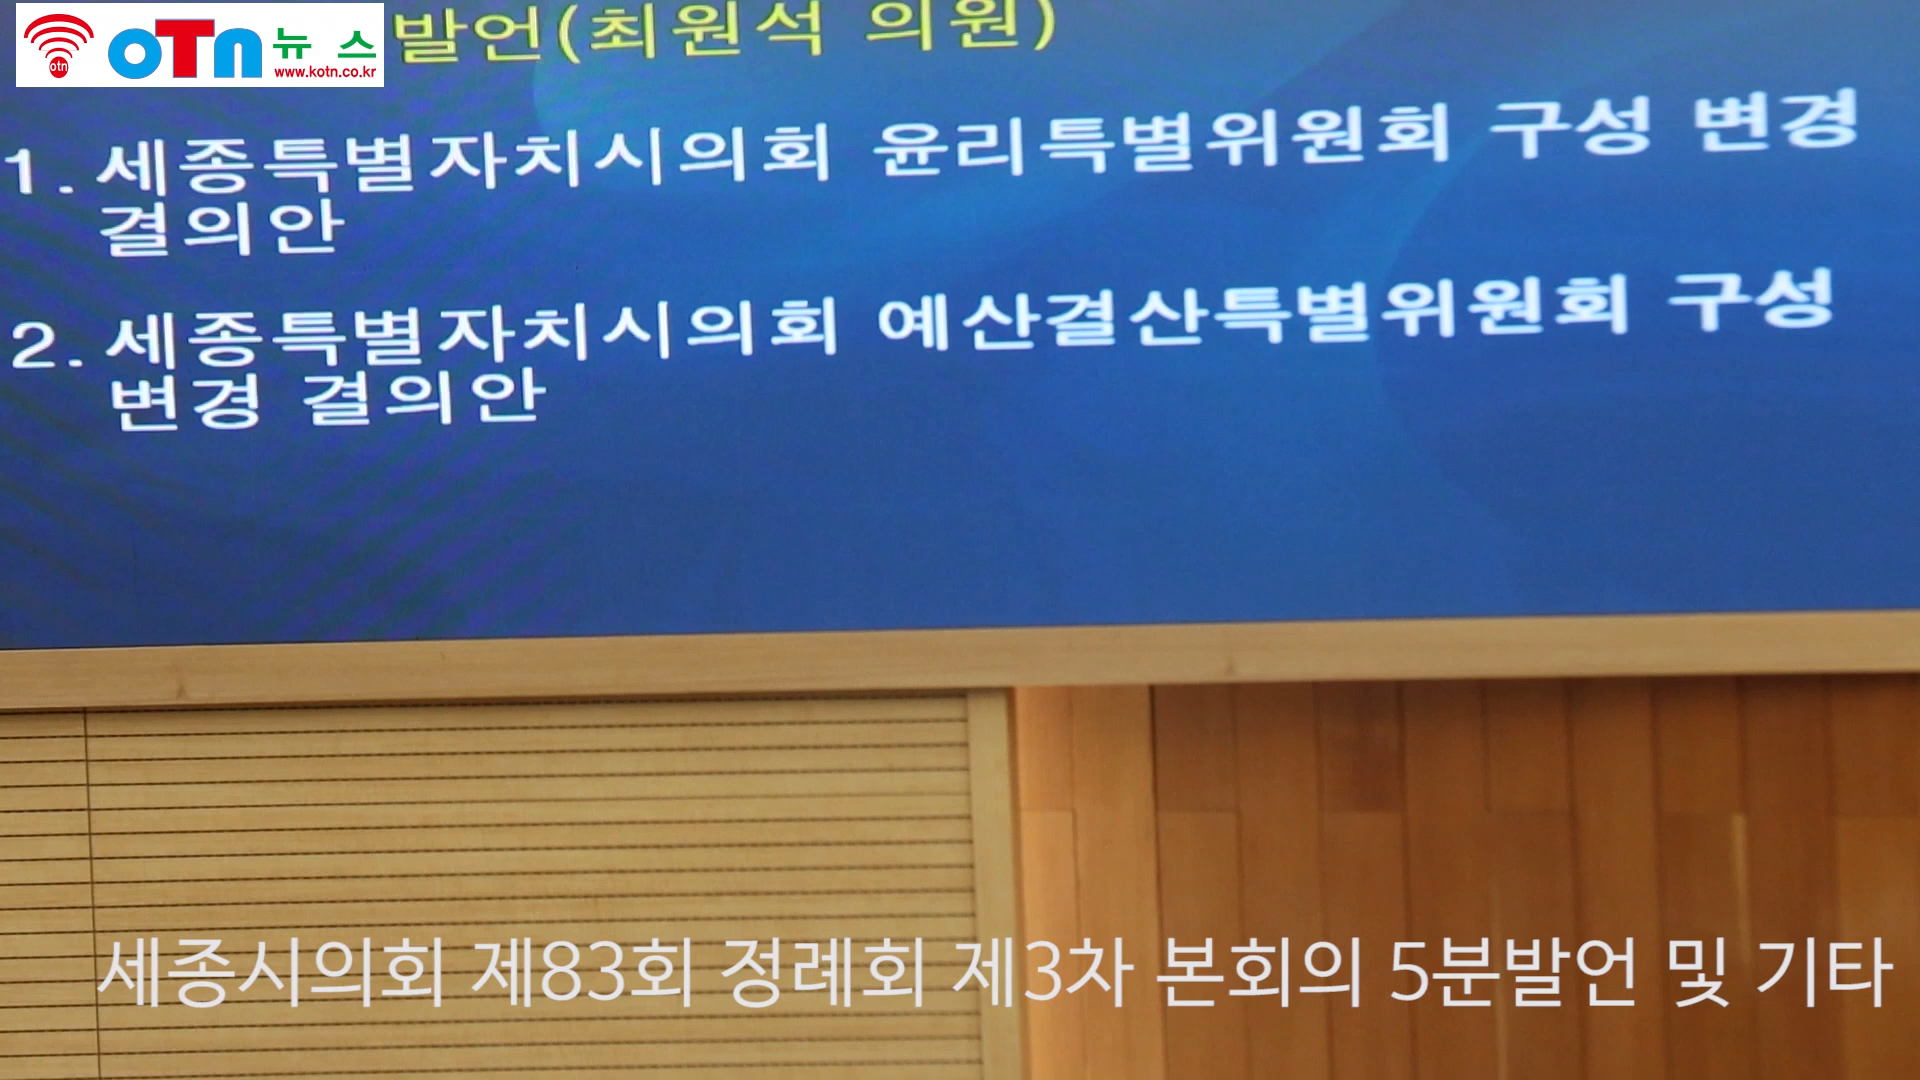 otn
oTn 뉴 스
www.kotn.co.kr
발언(최원석 의원)
1. 세종특별자치시의회 윤리특별위원회 구성 변경
결의안
2. 세종특별자치시의회 예산결산특별위원회 구성
변경 결의안
세종시의회 제83회 정례회 제3차 본회의 5분발언 및 기타